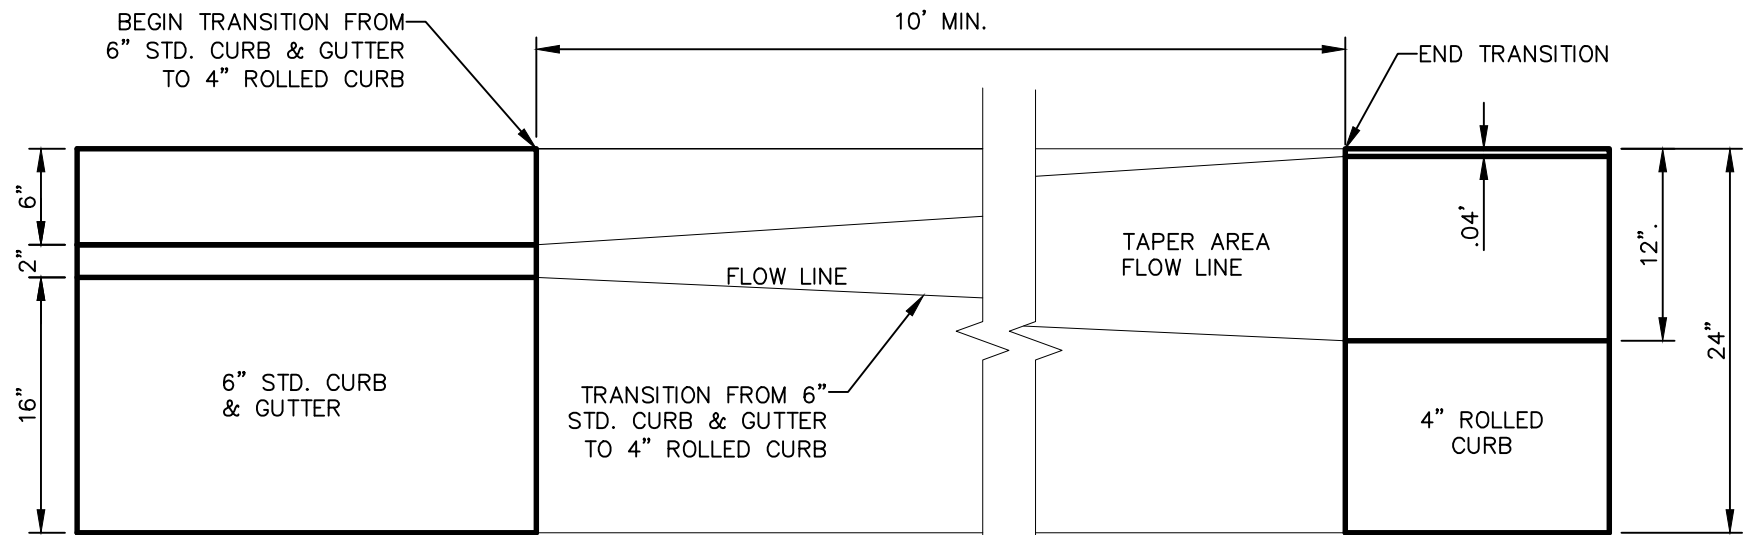 BEGIN TRANSITION FROM
6” STD. CURB & GUTTER
TO 4” ROLLED CURB
10’ MIN.
END TRANSITION
6”
2”
16”
FLOW LINE
TAPER AREA
FLOW LINE
.04’
12”.
24”
6” STD. CURB
& GUTTER
TRANSITION FROM 6”
STD. CURB & GUTTER
TO 4” ROLLED CURB
4” ROLLED
CURB